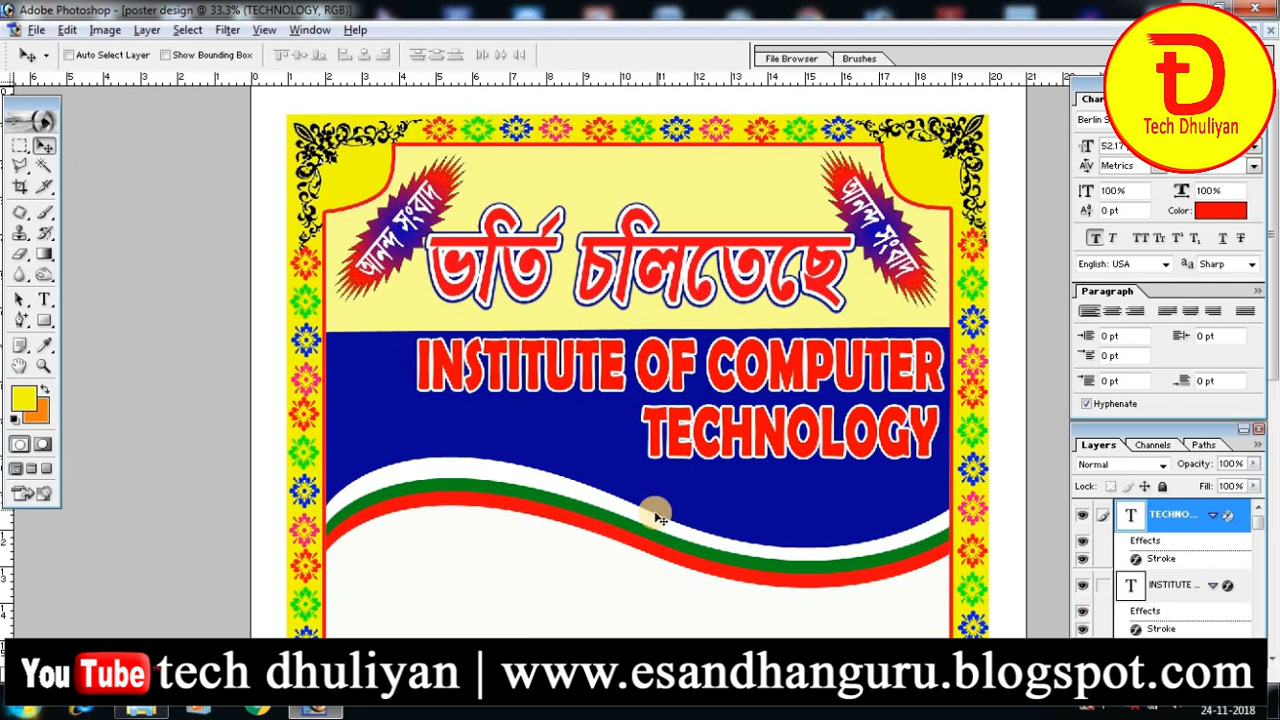 Adobe Photoshop - [poster design @ 33.3% (TECHNOLOGY, RGB)]
File Edit Image Layer Select Filter View Window Help
Auto Select Layer Show Bounding Box
File Browser Brushes
Tech Dhuliyan
Metrics
100% 100%
0 pt Color:
English: USA Sharp
Paragraph
0 pt 0 pt
0 pt
0 pt 0 pt
Hyphenate
Layers Channels Paths
Normal Opacity: 100%
Lock: Fill: 100%
TECHNO...
Effects
Stroke
INSTITUTE ...
Effects
Stroke
আনন্দ সংবাদ
আনন্দ সংবাদ
ভর্তি চলিতেছে
INSTITUTE OF COMPUTER
TECHNOLOGY
You Tube tech dhuliyan | www.esandhanguru.blogspot.com
24-11-2018